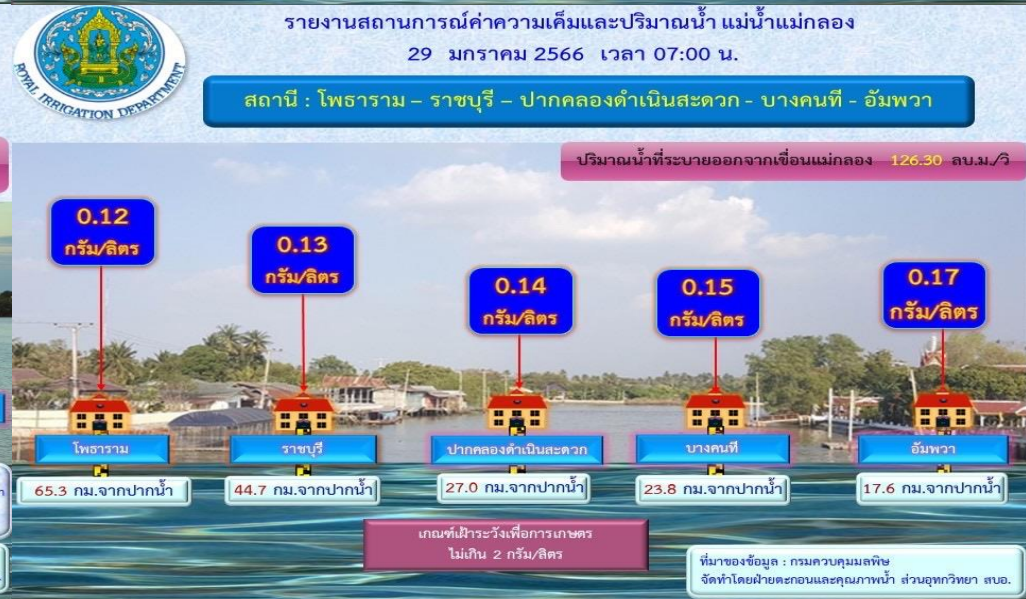 รายงานสถานการณ์ค่าความเค็มและปริมาณน้ำ แม่น้ำแม่กลอง
29 มกราคม 2566 เวลา 07:00 น.
ROYAL IRRIGATION DEPARTMENT
สถานี : โพธาราม – ราชบุรี – ปากคลองดำเนินสะดวก - บางคนที - อัมพวา
ปริมาณน้ำที่ระบายออกจากเขื่อนแม่กลอง 126.30 ลบ.ม./วิ
0.12
กรัม/ลิตร
0.13
กรัม/ลิตร
0.14
กรัม/ลิตร
0.15
กรัม/ลิตร
0.17
กรัม/ลิตร
โพธาราม
ราชบุรี
ปากคลองดำเนินสะดวก
บางคนที
อัมพวา
65.3 กม.จากปากน้ำ
44.7 กม.จากปากน้ำ
27.0 กม.จากปากน้ำ
23.8 กม.จากปากน้ำ
17.6 กม.จากปากน้ำ
เกณฑ์เฝ้าระวังเพื่อการเกษตร
ไม่เกิน 2 กรัม/ลิตร
ที่มาของข้อมูล : กรมควบคุมมลพิษ
จัดทำโดยฝ่ายตะกอนและคุณภาพน้ำ ส่วนอุทกวิทยา สบอ.